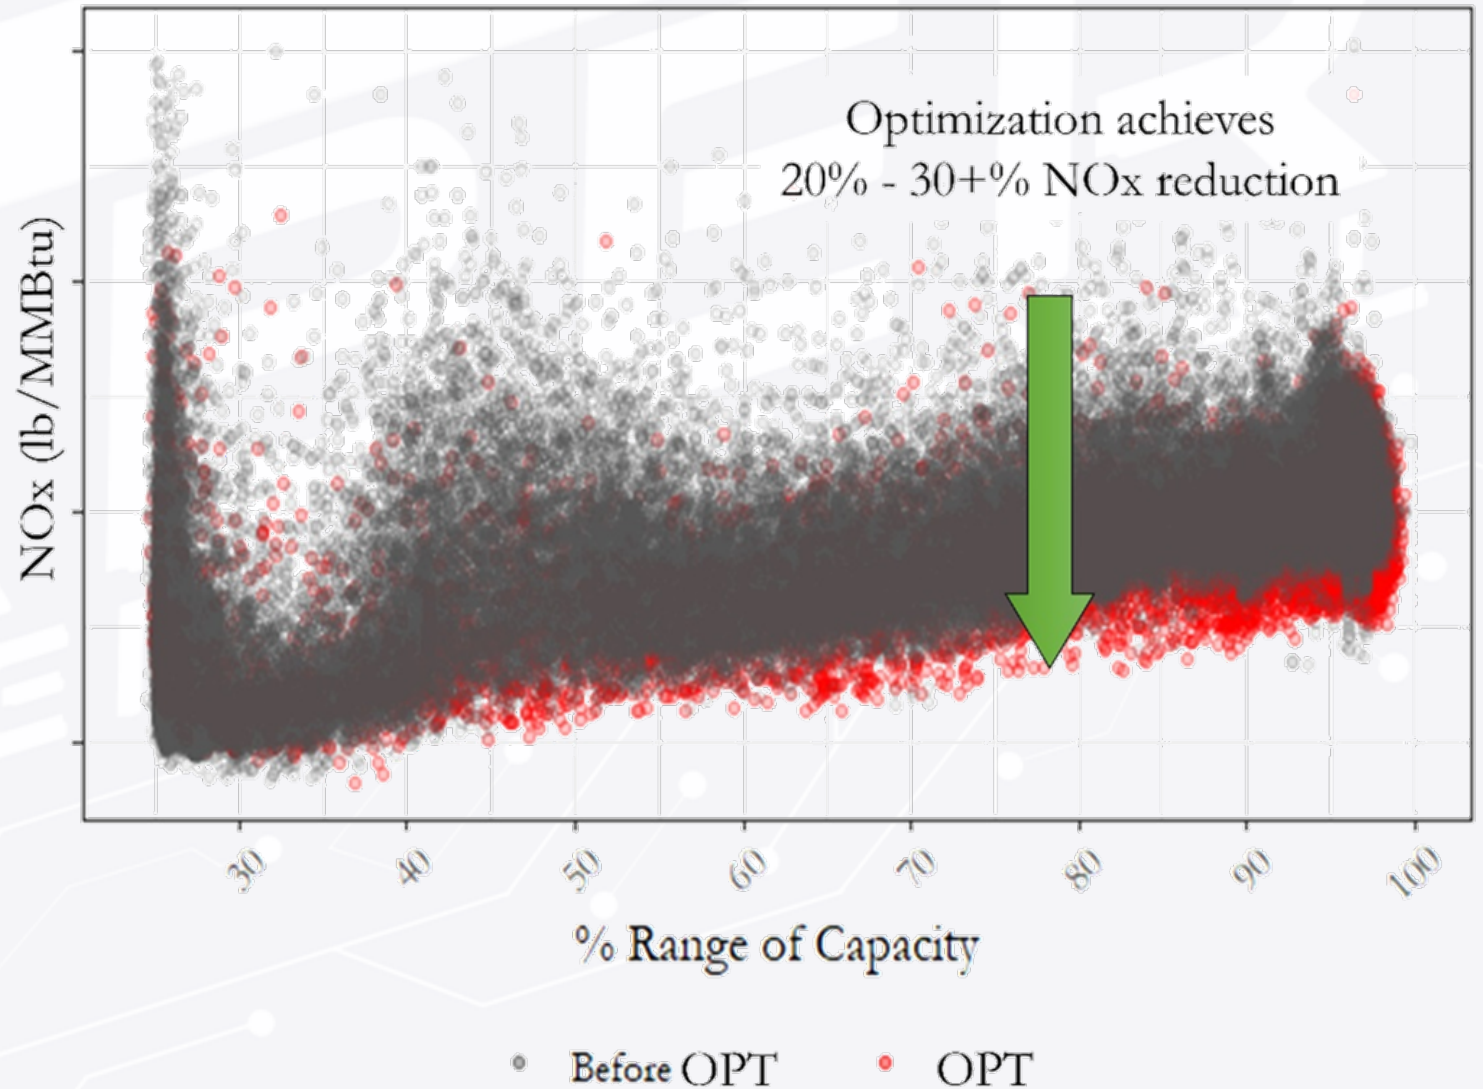 Optimization achieves
20% - 30+% NOx reduction
NOx (lb/MMBtu)
30 40 50 60 70 80 90 100
% Range of Capacity
Before OPT OPT